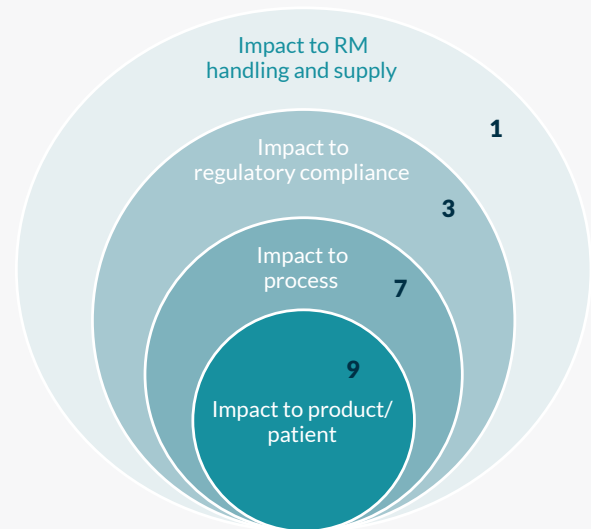 Impact to RM
handling and supply
1
Impact to
regulatory compliance
3
Impact to
process
7
9
Impact to product/
patient